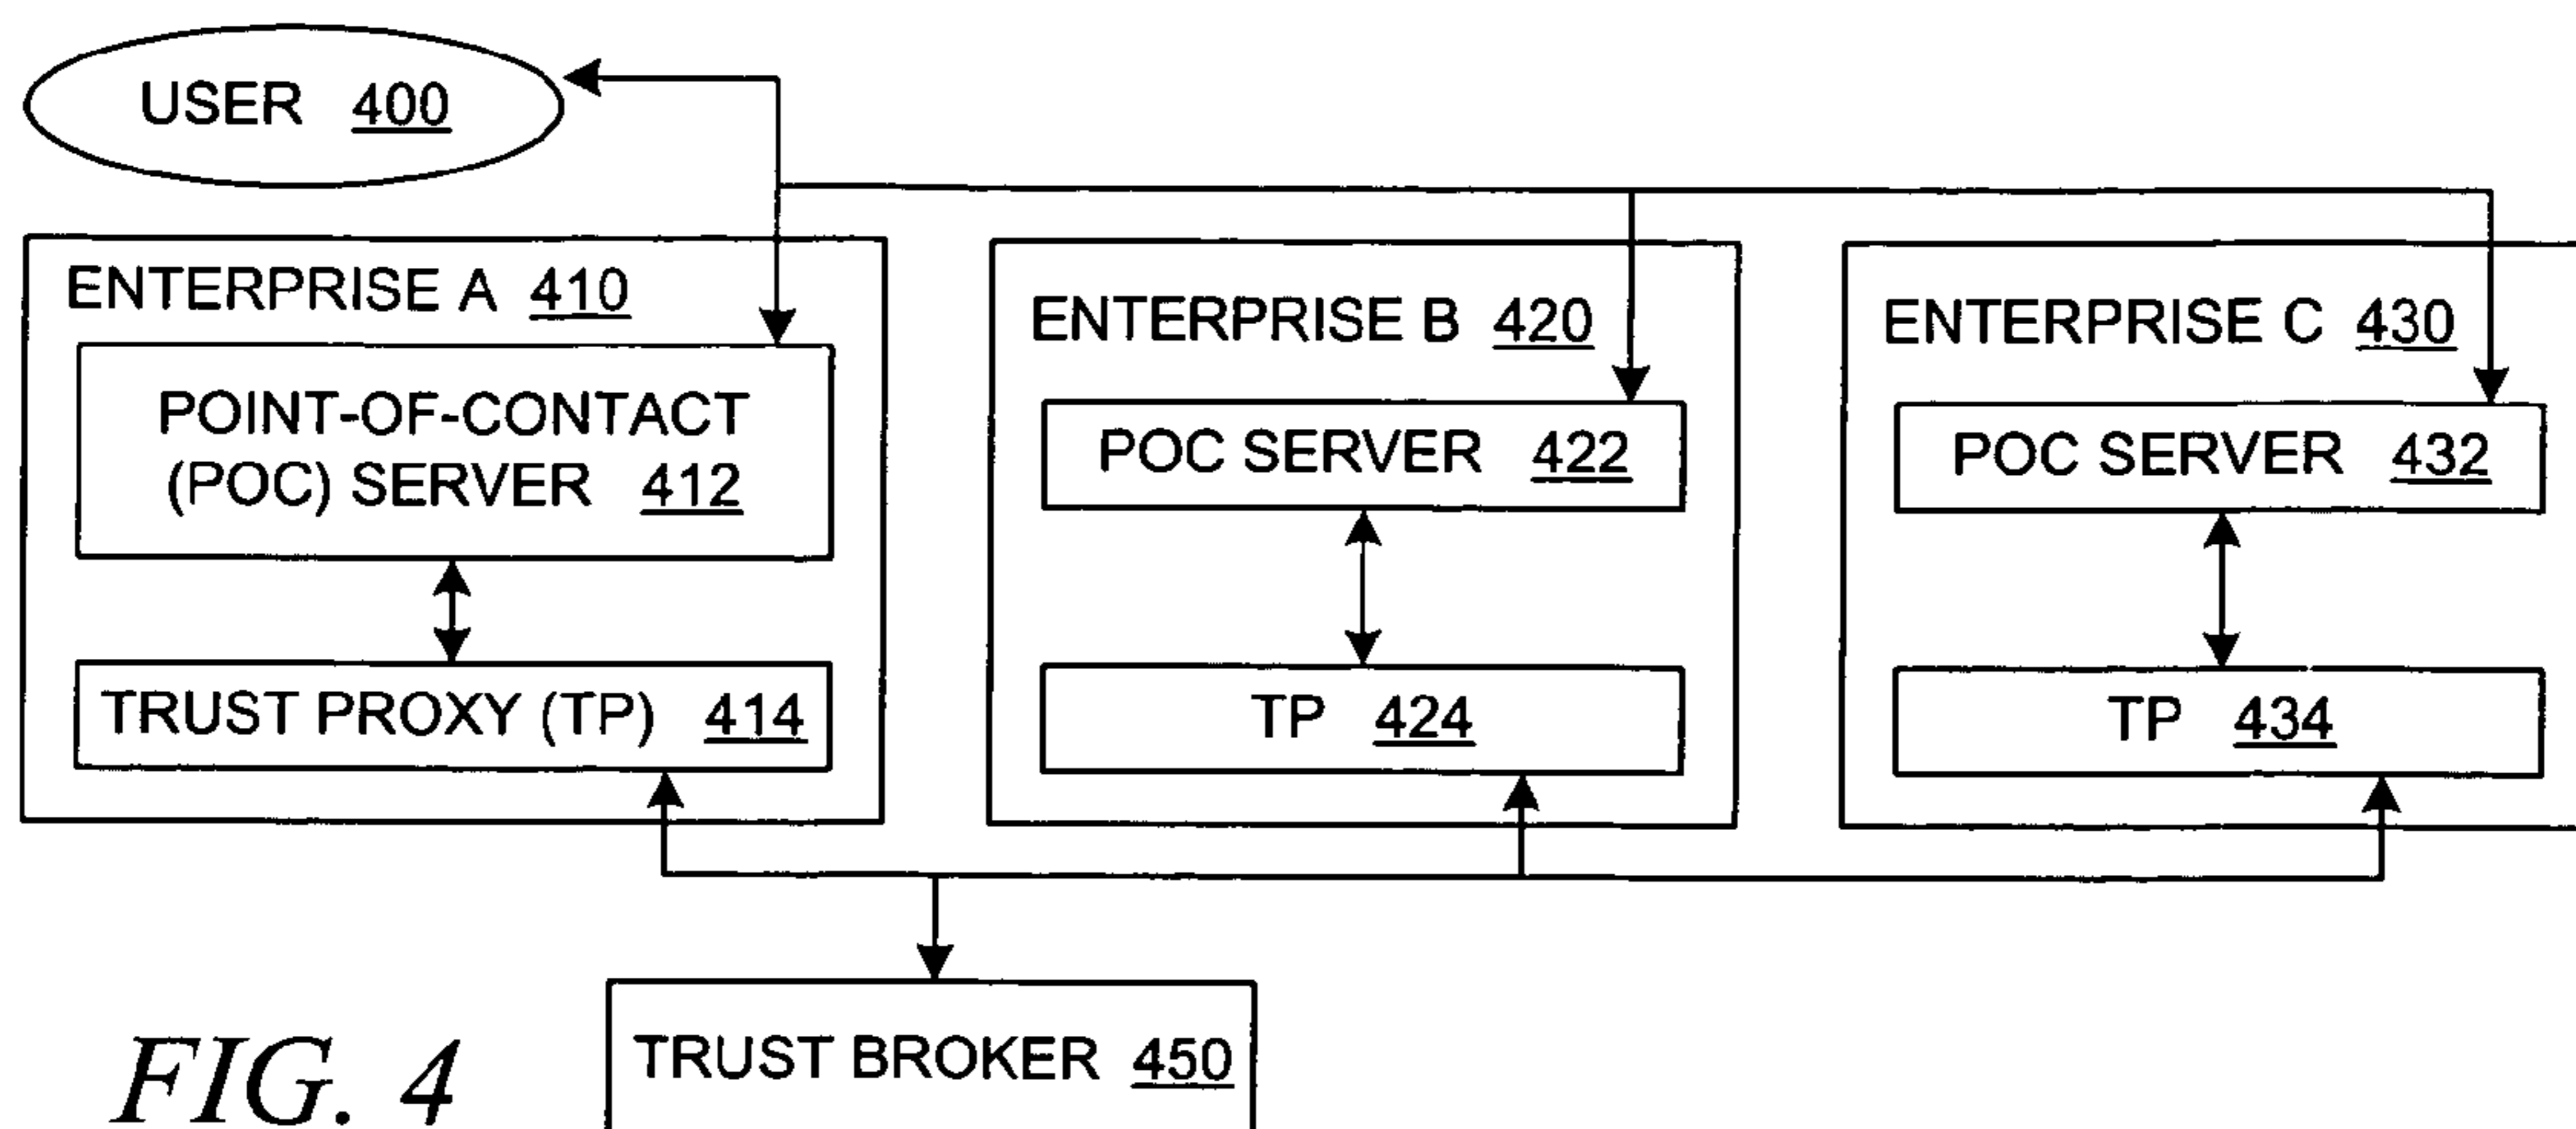 USER 400
ENTERPRISE A 410
POINT-OF-CONTACT
(POC) SERVER 412
TRUST PROXY (TP) 414
ENTERPRISE B 420
POC SERVER 422
TP 424
ENTERPRISE C 430
POC SERVER 432
TP 434
TRUST BROKER 450
FIG. 4